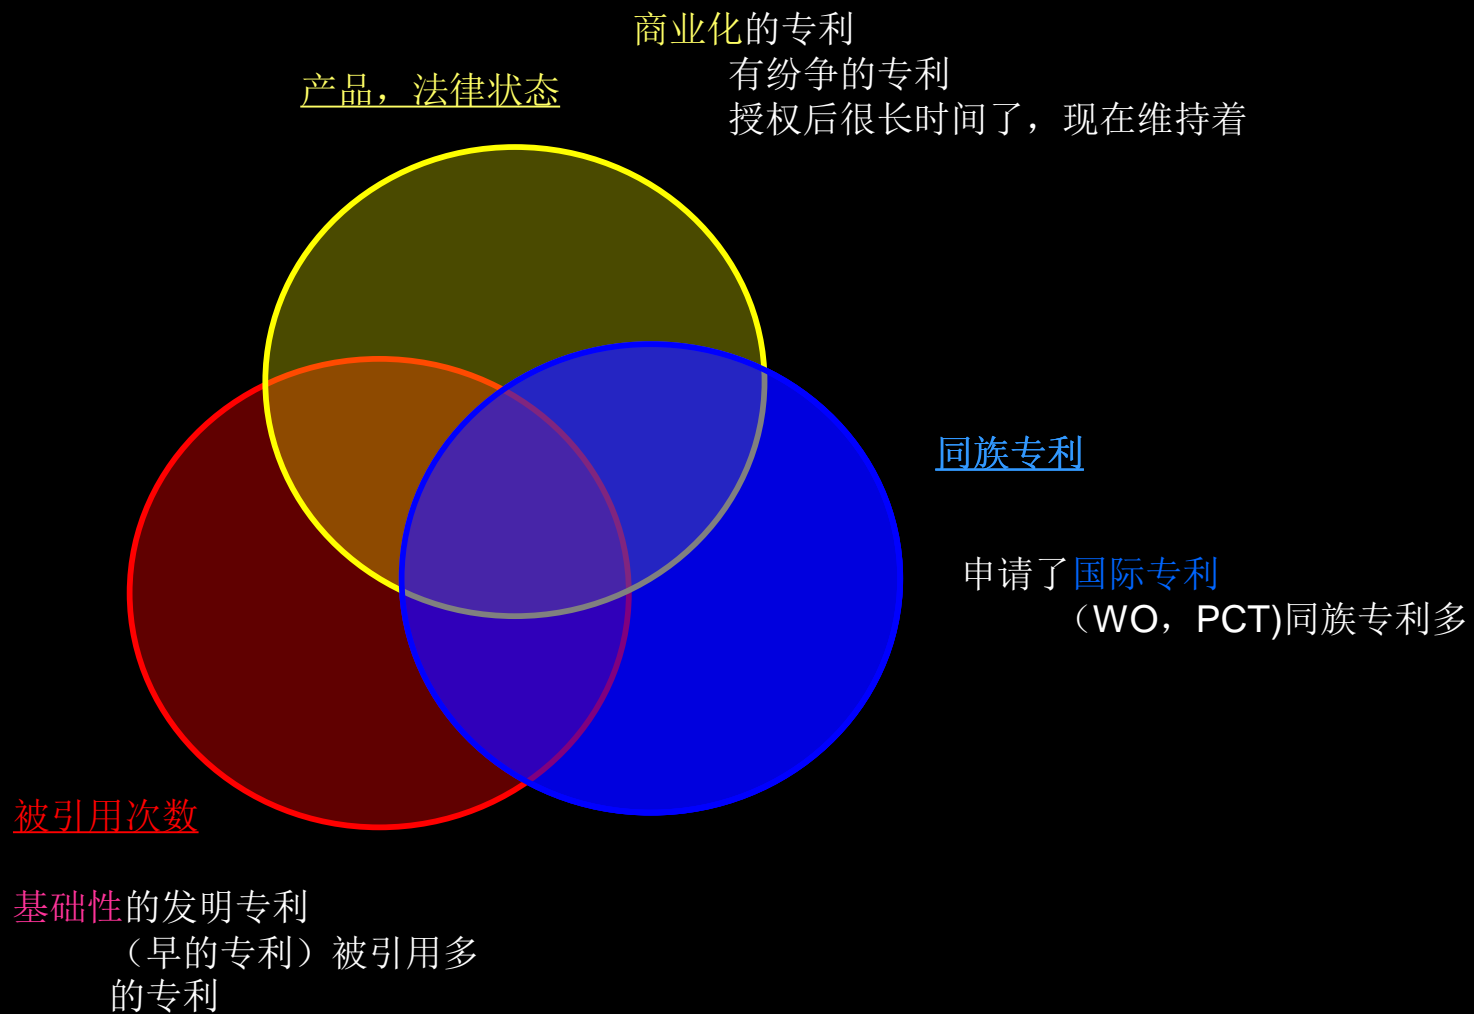 商业化的专利
有纷争的专利
授权后很长时间了，现在维持着
产品，法律状态
同族专利
申请了国际专利
（WO，PCT)同族专利多
被引用次数
基础性的发明专利
（早的专利）被引用多
的专利